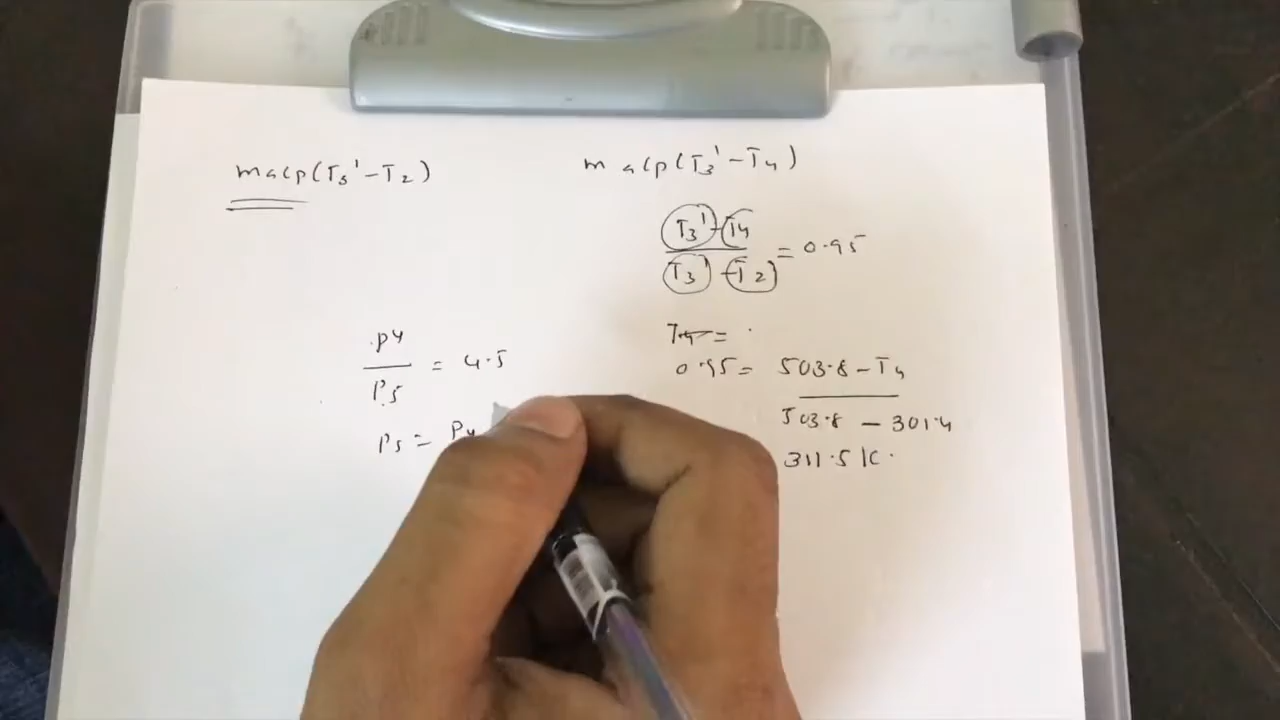 macp(T3' - T2)
macp(T3' - T4)
T3' - T4
T3' - T2
= 0.95
P4
P5
= 4.5
T4 = .
0.95 = 503.8 - T4
503.8 - 301.4
P5 = P4
311.5 K.